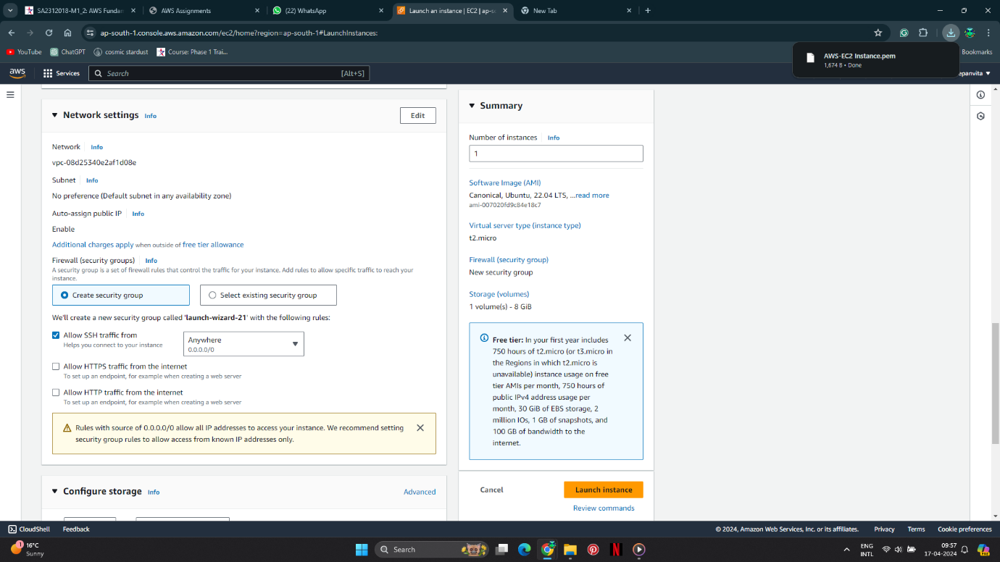 SA2312018-M1_2: AWS Fundan
AWS Assignments
(22) WhatsApp
Launch an instance | EC2 | ap-so
New Tab
ap-south-1.console.aws.amazon.com/ec2/home?region=ap-south-1#LaunchInstances:
YouTube
ChatGPT
cosmic stardust
Course: Phase 1 Trai...
Bookmarks
AWS-EC2 Instance.pem
1,674 B • Done
aws
Services
Search
[Alt+S]
epanvita
Network settings Info
Edit
Network Info
vpc-08d25340e2af1d08e
Subnet Info
No preference (Default subnet in any availability zone)
Auto-assign public IP Info
Enable
Additional charges apply when outside of free tier allowance
Firewall (security groups) Info
A security group is a set of firewall rules that control the traffic for your instance. Add rules to allow specific traffic to reach your
instance.
Create security group
Select existing security group
We'll create a new security group called 'launch-wizard-21' with the following rules:
Allow SSH traffic from
Helps you connect to your instance
Anywhere
0.0.0.0/0
Allow HTTPS traffic from the internet
To set up an endpoint, for example when creating a web server
Allow HTTP traffic from the internet
To set up an endpoint, for example when creating a web server
Rules with source of 0.0.0.0/0 allow all IP addresses to access your instance. We recommend setting
security group rules to allow access from known IP addresses only.
Configure storage Info
Advanced
Summary
Number of instances Info
1
Software Image (AMI)
Canonical, Ubuntu, 22.04 LTS, ...read more
ami-007020fd9c84e18c7
Virtual server type (instance type)
t2.micro
Firewall (security group)
New security group
Storage (volumes)
1 volume(s) - 8 GiB
Free tier: In your first year includes
750 hours of t2.micro (or t3.micro in
the Regions in which t2.micro is
unavailable) instance usage on free
tier AMIs per month, 750 hours of
public IPv4 address usage per
month, 30 GiB of EBS storage, 2
million IOs, 1 GB of snapshots, and
100 GB of bandwidth to the
internet.
Cancel
Launch instance
Review commands
CloudShell
Feedback
© 2024, Amazon Web Services, Inc. or its affiliates.
Privacy
Terms
Cookie preferences
1
16°C
Sunny
Search
ENG
INTL
09:57
17-04-2024